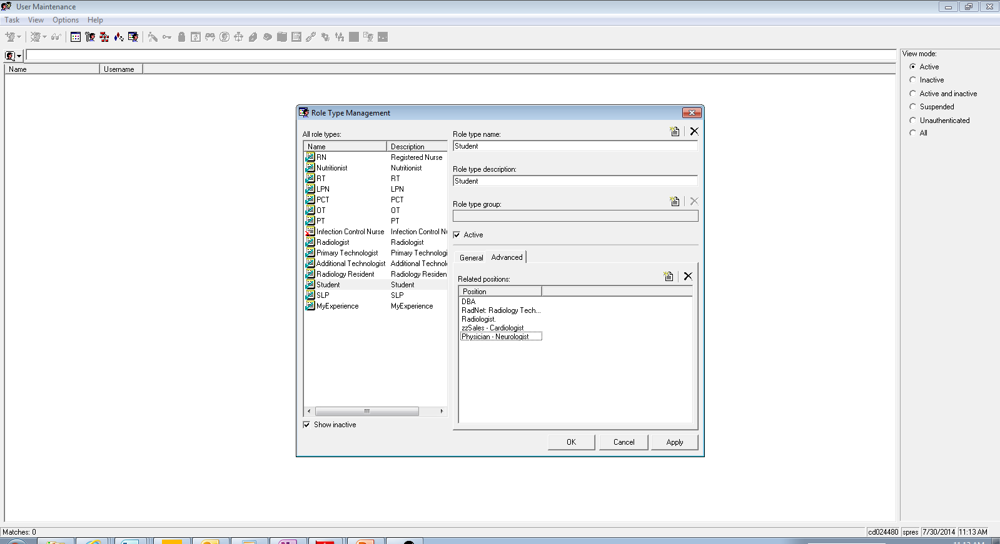 User Maintenance
Task View Options Help
Name Username
View mode:
Active
Inactive
Active and inactive
Suspended
Unauthenticated
All
Role Type Management
All role types:
Name Description
RN Registered Nurse
Nutritionist Nutritionist
RT RT
LPN LPN
PCT PCT
OT OT
PT PT
Infection Control Nurse Infection Control Nu
Radiologist Radiologist
Primary Technologist Primary Technologi
Additional Technologist Additional Technol
Radiology Resident Radiology Residen
Student Student
SLP SLP
MyExperience MyExperience
Show inactive
Role type name:
Student
Role type description:
Student
Role type group:
Active
General Advanced
Related positions:
Position
DBA
RadNet: Radiology Tech...
Radiologist.
zzSales - Cardiologist
Physician - Neurologist
OK Cancel Apply
Matches: 0
cd024480 spres 7/30/2014 11:13 AM